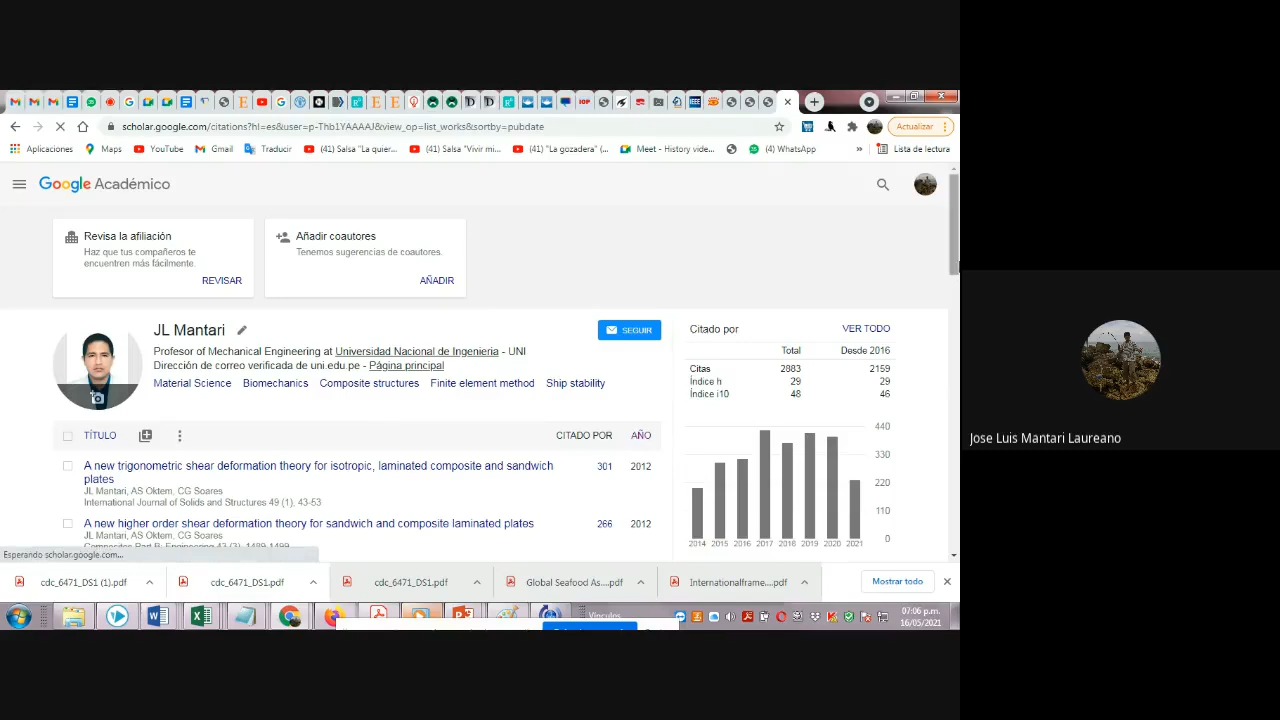 scholar.google.com
hl=es&user=p-Thb1YAAAAJ&view_op=list_works&sortby=pubdate
Actualizar
Aplicaciones
Maps
YouTube
Gmail
Traducir
(41) Salsa "La quier...
(41) Salsa "Vivir mi...
(41) "La gozadera" (...
Meet - History vide...
(4) WhatsApp
»
Lista de lectura
Google Académico
Revisa la afiliación
Haz que tus compañeros te
encuentren más fácilmente.
REVISAR
Añadir coautores
Tenemos sugerencias de coautores.
AÑADIR
JL Mantari
SEGUIR
Profesor of Mechanical Engineering at Universidad Nacional de Ingenieria - UNI
Dirección de correo verificada de uni.edu.pe - Página principal
Material Science Biomechanics Composite structures Finite element method Ship stability
TÍTULO CITADO POR AÑO
A new trigonometric shear deformation theory for isotropic, laminated composite and sandwich 301 2012
plates
JL Mantari, AS Oktem, CG Soares
International Journal of Solids and Structures 49 (1), 43-53
A new higher order shear deformation theory for sandwich and composite laminated plates 266 2012
JL Mantari, AS Oktem, CG Soares
Composites Part B: Engineering 43 (3), 1489-1499
Citado por VER TODO
Total Desde 2016
Citas 2883 2159
Índice h 29 29
Índice i10 48 46
440
330
220
110
0
2014 2015 2016 2017 2018 2019 2020 2021
Esperando scholar.google.com...
cdc_6471_DS1 (1).pdf
cdc_6471_DS1.pdf
cdc_6471_DS1.pdf
Global Seafood As....pdf
Internationalframe....pdf
Mostrar todo
Vínculos
07:06 p.m.
16/05/2021
Jose Luis Mantari Laureano